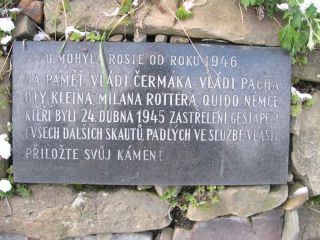 MOHYLA ROSTE OD ROKU 1946
NA PAMĚŤ VLÁDI ČERMÁKA, VLÁDI PACHA
OTY KLEINA, MILANA ROTTERA, QUIDO NĚMCE
KTEŘÍ BYLI 24. DUBNA 1945 ZASTŘELENI GESTAPEM
I VŠECH DALŠÍCH SKAUTŮ, PADLÝCH VE SLUŽBĚ VLASTI
PŘILOŽTE SVŮJ KÁMEN!